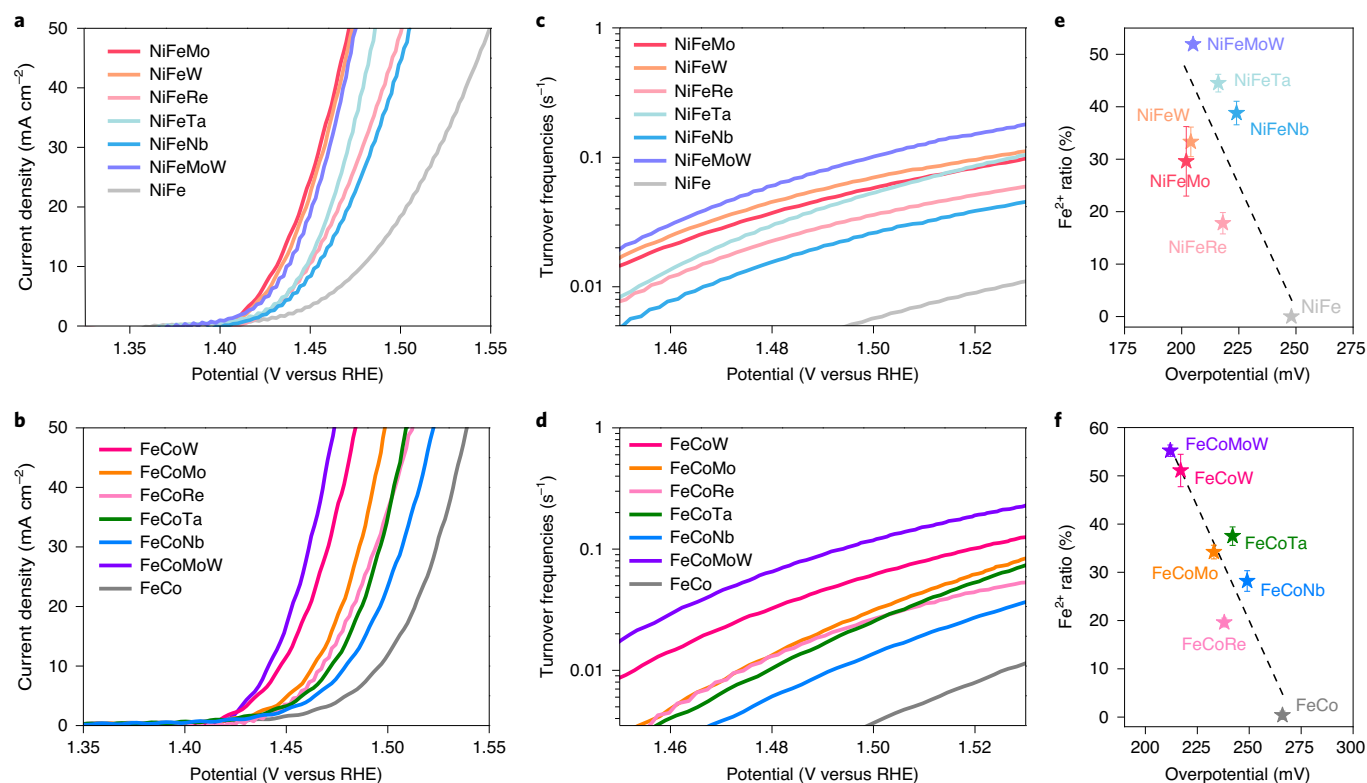 a
50
40
30
20
10
0
Current density (mA cm−2)
NiFeMo
NiFeW
NiFeRe
NiFeTa
NiFeNb
NiFeMoW
NiFe
1.35
1.40
1.45
1.50
1.55
Potential (V versus RHE)
c
1
0.1
0.01
Turnover frequencies (s−1)
NiFeMo
NiFeW
NiFeRe
NiFeTa
NiFeNb
NiFeMoW
NiFe
1.46
1.48
1.50
1.52
Potential (V versus RHE)
e
50
40
30
20
10
0
Fe2+ ratio (%)
NiFeMoW
NiFeTa
NiFeW
NiFeNb
NiFeMo
NiFeRe
NiFe
175
200
225
250
275
Overpotential (mV)
b
50
40
30
20
10
0
Current density (mA cm−2)
FeCoW
FeCoMo
FeCoRe
FeCoTa
FeCoNb
FeCoMoW
FeCo
1.35
1.40
1.45
1.50
1.55
Potential (V versus RHE)
d
1
0.1
0.01
Turnover frequencies (s−1)
FeCoW
FeCoMo
FeCoRe
FeCoTa
FeCoNb
FeCoMoW
FeCo
1.46
1.48
1.50
1.52
Potential (V versus RHE)
f
60
50
40
30
20
10
0
Fe2+ ratio (%)
FeCoMoW
FeCoW
FeCoTa
FeCoMo
FeCoNb
FeCoRe
FeCo
200
250
300
Overpotential (mV)